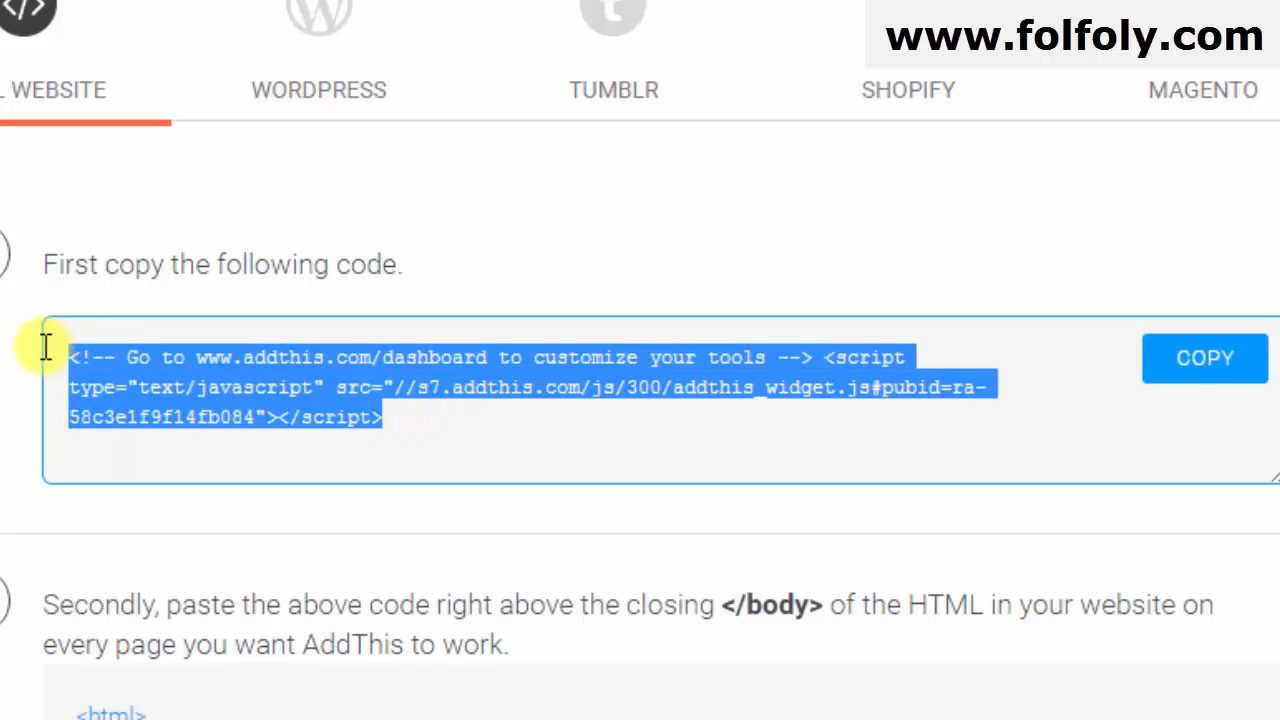 </>
www.folfoly.com
L WEBSITE
WORDPRESS
TUMBLR
SHOPIFY
MAGENTO
First copy the following code.
<!-- Go to www.addthis.com/dashboard to customize your tools --> <script
type="text/javascript" src="//s7.addthis.com/js/300/addthis_widget.js#pubid=ra-
58c3e1f9f14fb084"></script>
COPY
Secondly, paste the above code right above the closing </body> of the HTML in your website on
every page you want AddThis to work.
<html>